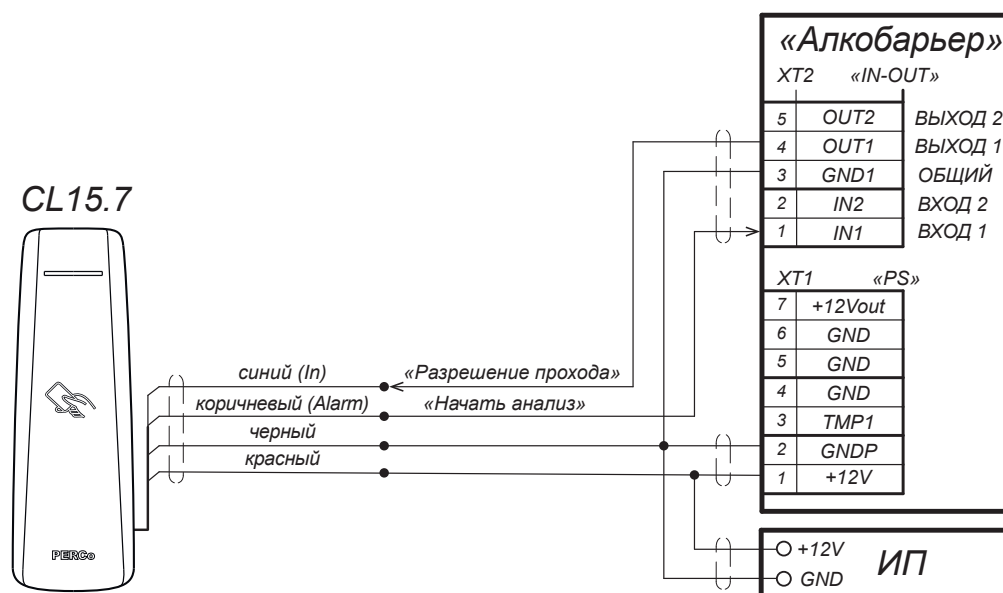 «Алкобарьер»
XT2 «IN-OUT»
5 OUT2 ВЫХОД 2
4 OUT1 ВЫХОД 1
3 GND1 ОБЩИЙ
2 IN2 ВХОД 2
1 IN1 ВХОД 1
CL15.7
XT1 «PS»
7 +12Vout
6 GND
5 GND
4 GND
3 TMP1
2 GNDP
1 +12V
синий (In) «Разрешение прохода»
коричневый (Alarm) «Начать анализ»
черный
красный
PERCo
+12V
GND
ИП